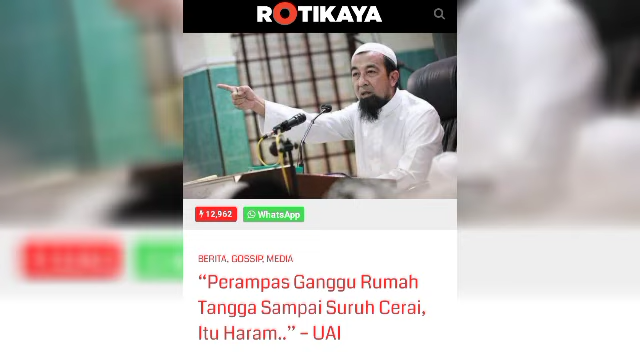 ROTIKAYA
12,962
WhatsApp
BERITA, GOSSIP, MEDIA
“Perampas Ganggu Rumah
Tangga Sampai Suruh Cerai,
Itu Haram..” – UAI